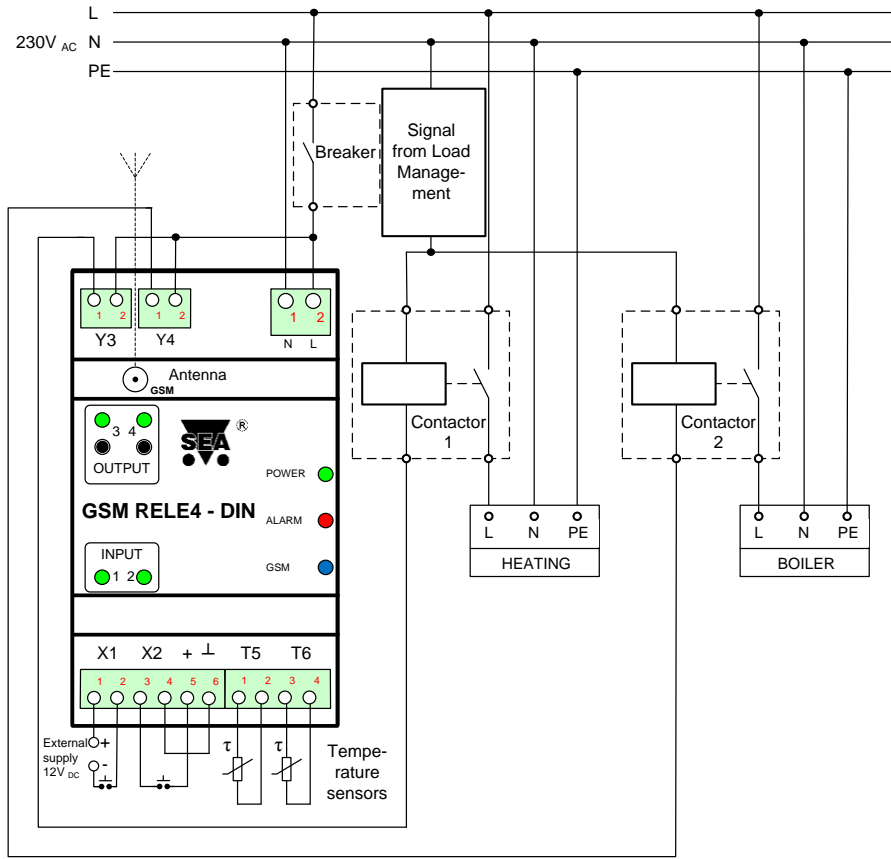 L
230V AC N
PE
Breaker
Signal
from Load
Manage-
ment
1 2 1 2 1 2
Y3 Y4 N L
Antenna
GSM
3 4
OUTPUT
SEA ®
POWER
GSM RELE4 - DIN
ALARM
INPUT
1 2
GSM
Contactor
1
Contactor
2
L N PE
HEATING
L N PE
BOILER
X1 X2 + ⊥ T5 T6
1 2 3 4 5 6 1 2 3 4
External
supply
12V DC
+
-
τ τ
Tempe-
rature
sensors